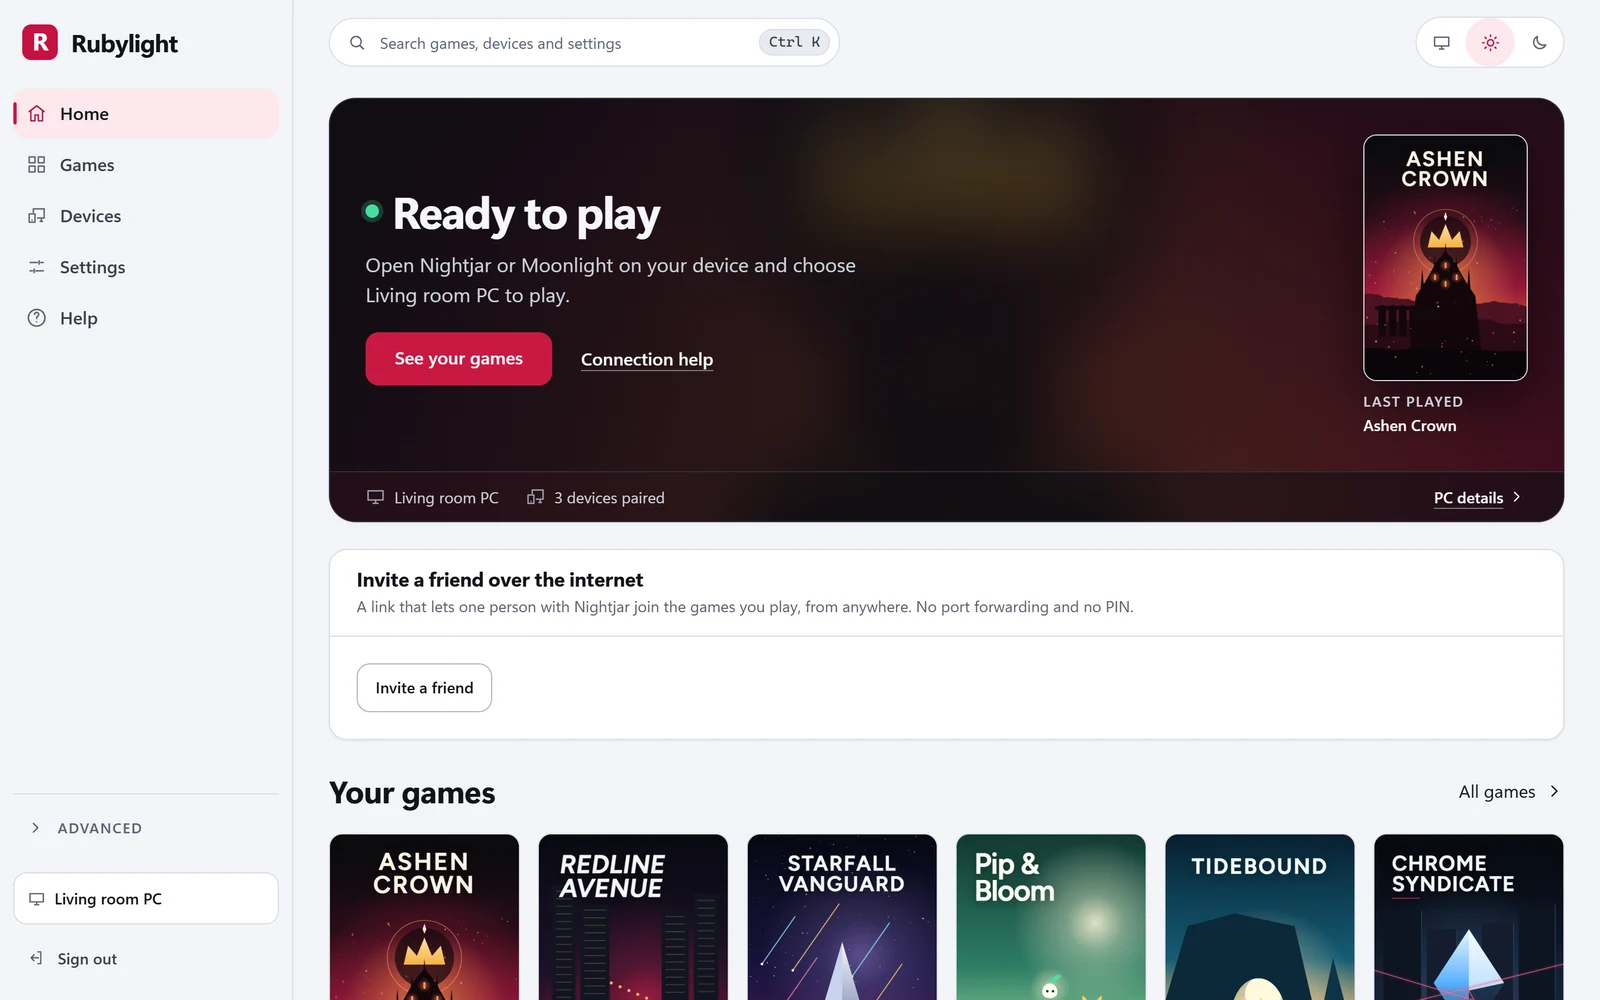 R Rubylight
Home
Games
Devices
Settings
Help
ADVANCED
Living room PC
Sign out
Search games, devices and settings
Ctrl K
Ready to play
Open Nightjar or Moonlight on your device and choose
Living room PC to play.
See your games
Connection help
ASHEN
CROWN
LAST PLAYED
Ashen Crown
Living room PC
3 devices paired
PC details
Invite a friend over the internet
A link that lets one person with Nightjar join the games you play, from anywhere. No port forwarding and no PIN.
Invite a friend
Your games
All games
ASHEN
CROWN
REDLINE
AVENUE
STARFALL
VANGUARD
Pip &
Bloom
TIDEBOUND
CHROME
SYNDICATE